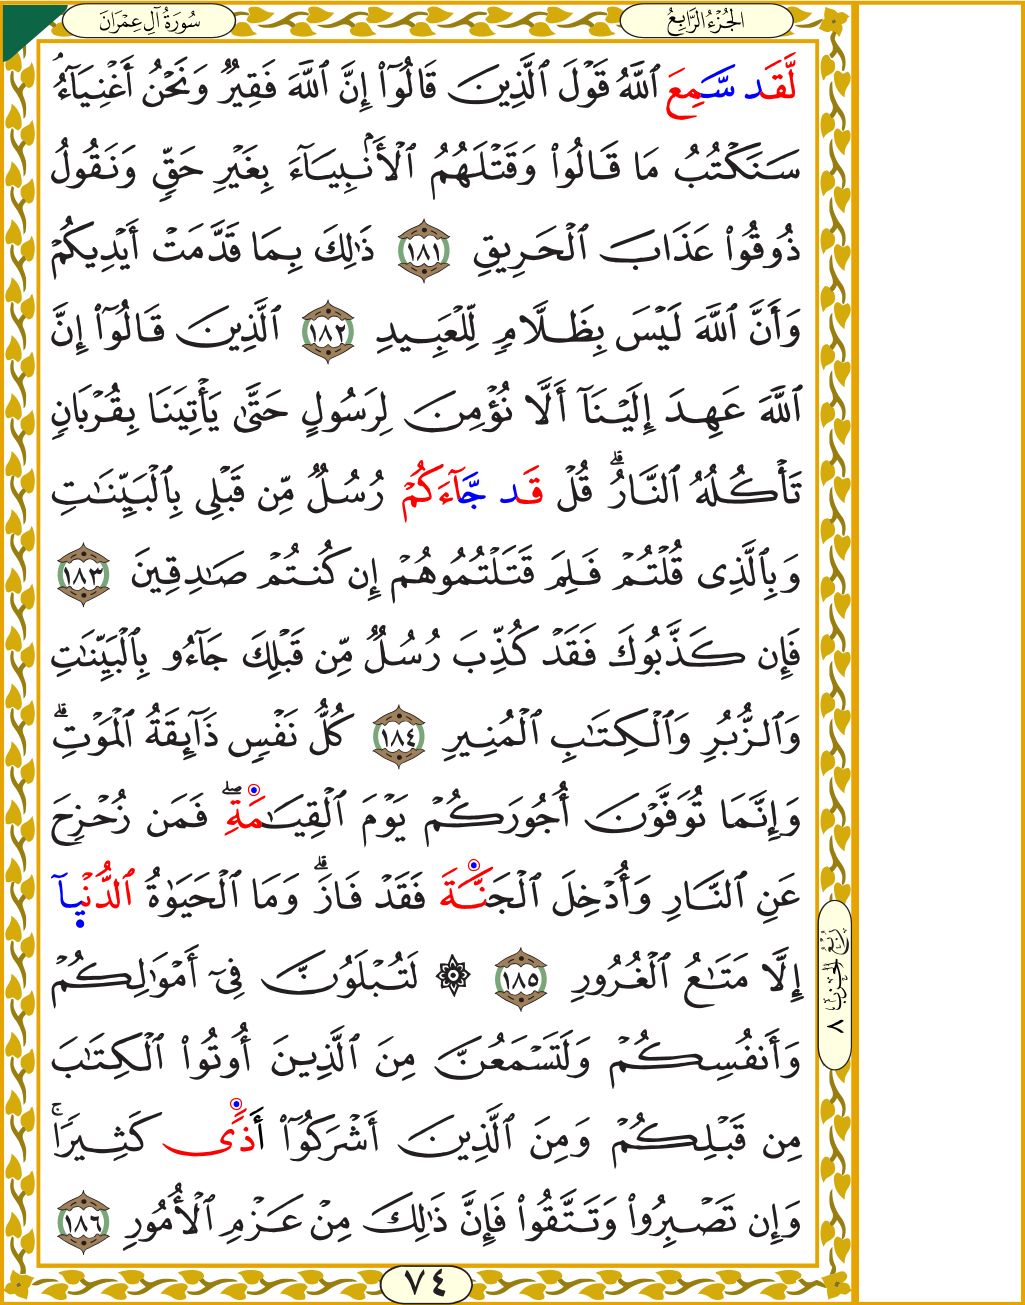 سُورَةُ آلِ عِمْرَانَ
الجُزْءُ الرَّابِعُ
لَّقَد سَّمِعَ ٱللَّهُ قَوْلَ ٱلَّذِينَ قَالُوٓا۟ إِنَّ ٱللَّهَ فَقِيرٌ وَنَحْنُ أَغْنِيَآءُ ۘ
سَنَكْتُبُ مَا قَالُوا۟ وَقَتْلَهُمُ ٱلْأَنۢبِيَآءَ بِغَيْرِ حَقٍّ وَنَقُولُ
ذُوقُوا۟ عَذَابَ ٱلْحَرِيقِ ١٨١ ذَٰلِكَ بِمَا قَدَّمَتْ أَيْدِيكُمْ
وَأَنَّ ٱللَّهَ لَيْسَ بِظَلَّامٍ لِّلْعَبِيدِ ١٨٢ ٱلَّذِينَ قَالُوٓا۟ إِنَّ
ٱللَّهَ عَهِدَ إِلَيْنَآ أَلَّا نُؤْمِنَ لِرَسُولٍ حَتَّىٰ يَأْتِيَنَا بِقُرْبَانٍ
تَأْكُلُهُ ٱلنَّارُ ۗ قُلْ قَد جَّآءَكُمْ رُسُلٌ مِّن قَبْلِى بِٱلْبَيِّنَٰتِ
وَبِٱلَّذِى قُلْتُمْ فَلِمَ قَتَلْتُمُوهُمْ إِن كُنتُمْ صَٰدِقِينَ ١٨٣
فَإِن كَذَّبُوكَ فَقَدْ كُذِّبَ رُسُلٌ مِّن قَبْلِكَ جَآءُو بِٱلْبَيِّنَٰتِ
وَٱلزُّبُرِ وَٱلْكِتَٰبِ ٱلْمُنِيرِ ١٨٤ كُلُّ نَفْسٍ ذَآئِقَةُ ٱلْمَوْتِ ۗ
وَإِنَّمَا تُوَفَّوْنَ أُجُورَكُمْ يَوْمَ ٱلْقِيَٰمَةِ ۖ فَمَن زُحْزِحَ
عَنِ ٱلنَّارِ وَأُدْخِلَ ٱلْجَنَّةَ فَقَدْ فَازَ ۗ وَمَا ٱلْحَيَوٰةُ ٱلدُّنْيَآ
إِلَّا مَتَٰعُ ٱلْغُرُورِ ١٨٥ ۞ لَتُبْلَوُنَّ فِىٓ أَمْوَٰلِكُمْ
وَأَنفُسِكُمْ وَلَتَسْمَعُنَّ مِنَ ٱلَّذِينَ أُوتُوا۟ ٱلْكِتَٰبَ
مِن قَبْلِكُمْ وَمِنَ ٱلَّذِينَ أَشْرَكُوٓا۟ أَذًى كَثِيرًا ۚ
وَإِن تَصْبِرُوا۟ وَتَتَّقُوا۟ فَإِنَّ ذَٰلِكَ مِنْ عَزْمِ ٱلْأُمُورِ ١٨٦
رُبْعُ الحِزْبِ ٨
٧٤